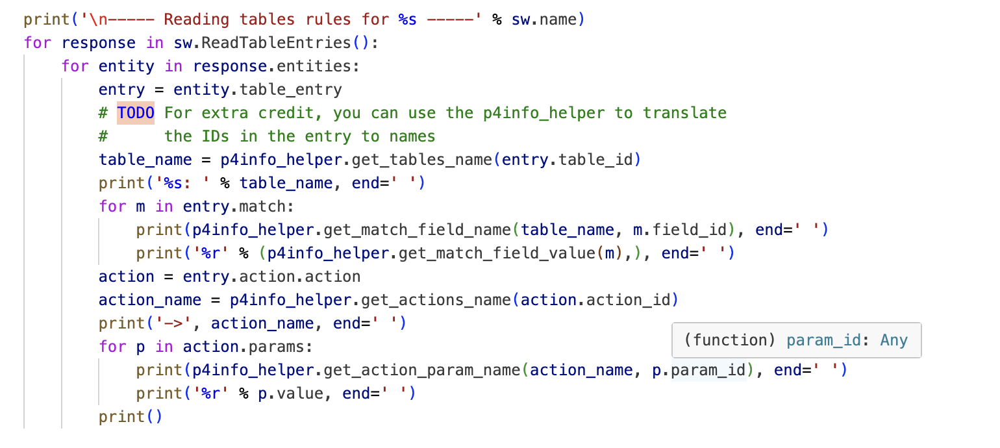 print('\n----- Reading tables rules for %s -----' % sw.name)
for response in sw.ReadTableEntries():
    for entity in response.entities:
        entry = entity.table_entry
        # TODO For extra credit, you can use the p4info_helper to translate
        #      the IDs in the entry to names
        table_name = p4info_helper.get_tables_name(entry.table_id)
        print('%s: ' % table_name, end=' ')
        for m in entry.match:
            print(p4info_helper.get_match_field_name(table_name, m.field_id), end=' ')
            print('%r' % (p4info_helper.get_match_field_value(m),), end=' ')
        action = entry.action.action
        action_name = p4info_helper.get_actions_name(action.action_id)
        print('->', action_name, end=' ')
(function) param_id: Any
        for p in action.params:
            print(p4info_helper.get_action_param_name(action_name, p.param_id), end=' ')
            print('%r' % p.value, end=' ')
        print()